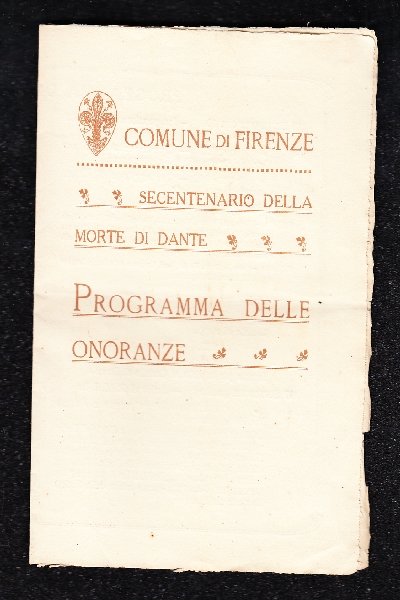 COMUNE DI FIRENZE
SECENTENARIO DELLA
MORTE DI DANTE
PROGRAMMA DELLE
ONORANZE